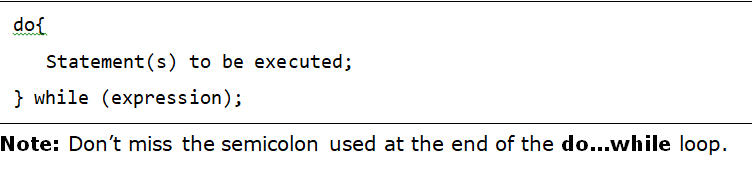 do{
Statement(s) to be executed;
} while (expression);
Note: Don’t miss the semicolon used at the end of the do...while loop.